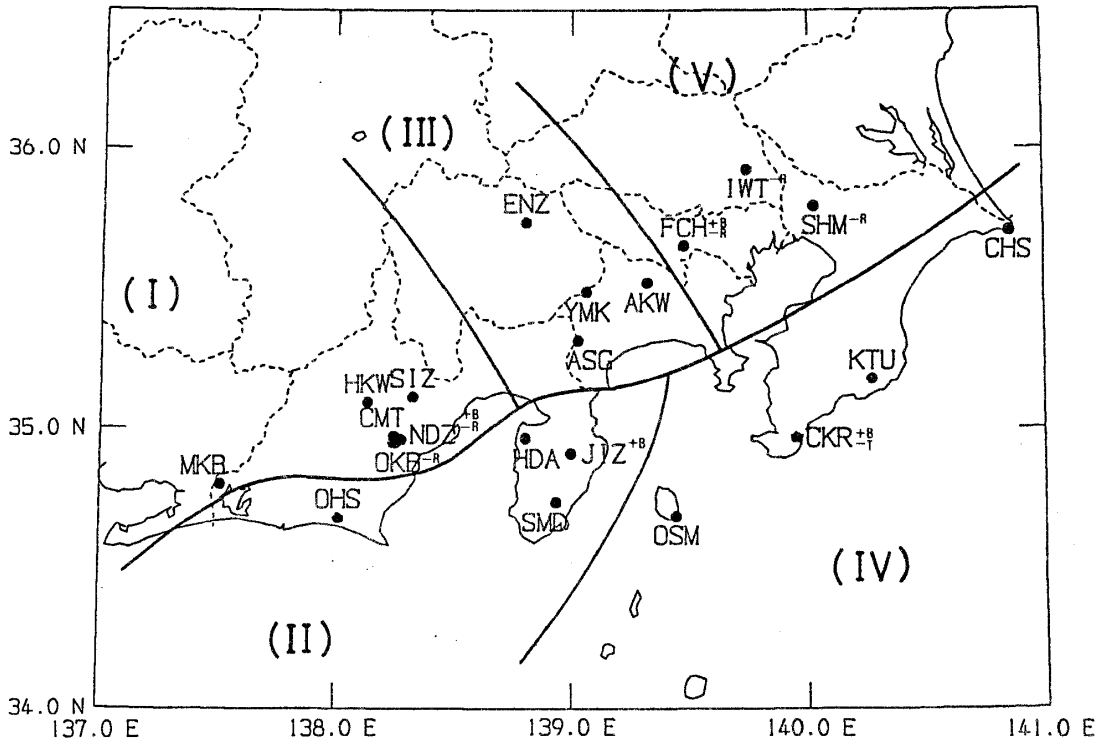 (V)
(III)
36.0 N
IWT-R
ENZ
SHM-R
FCH+B-R
CHS
(I)
AKW
YMK
ASG
KTU
HKW
SIZ
CMT
NDZ+B-R
35.0 N
CKR+B-T
OKB-R
HDA
JIZ+B
MKB
OHS
SMD
OSM
(IV)
(II)
34.0 N
137.0 E
138.0 E
139.0 E
140.0 E
141.0 E